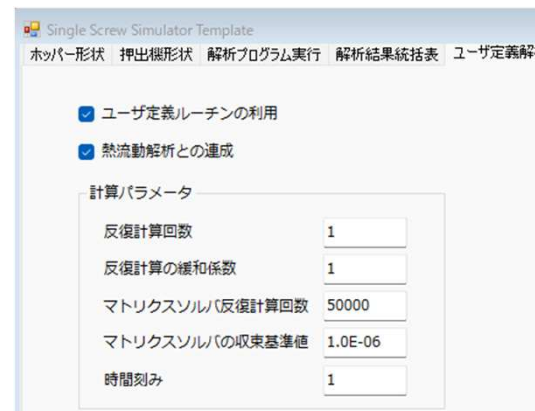 Single Screw Simulator Template
ホッパー形状 押出機形状 解析プログラム実行 解析結果統括表 ユーザ定義解
ユーザ定義ルーチンの利用
熱流動解析との連成
計算パラメータ
反復計算回数 1
反復計算の緩和係数 1
マトリクスソルバ反復計算回数 50000
マトリクスソルバの収束基準値 1.0E-06
時間刻み 1